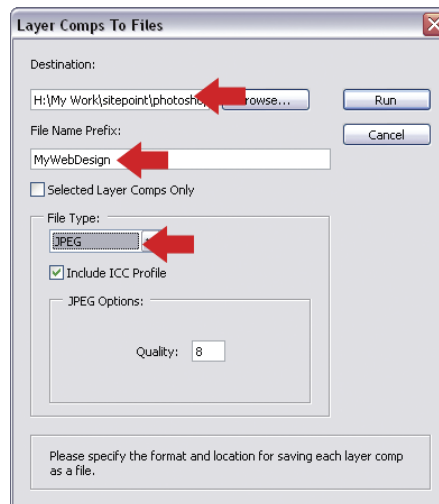 Layer Comps To Files
Destination:
H:\My Work\sitepoint\photosho
rowse...
Run
File Name Prefix:
Cancel
MyWebDesign
Selected Layer Comps Only
File Type:
JPEG
Include ICC Profile
JPEG Options:
Quality: 8
Please specify the format and location for saving each layer comp
as a file.